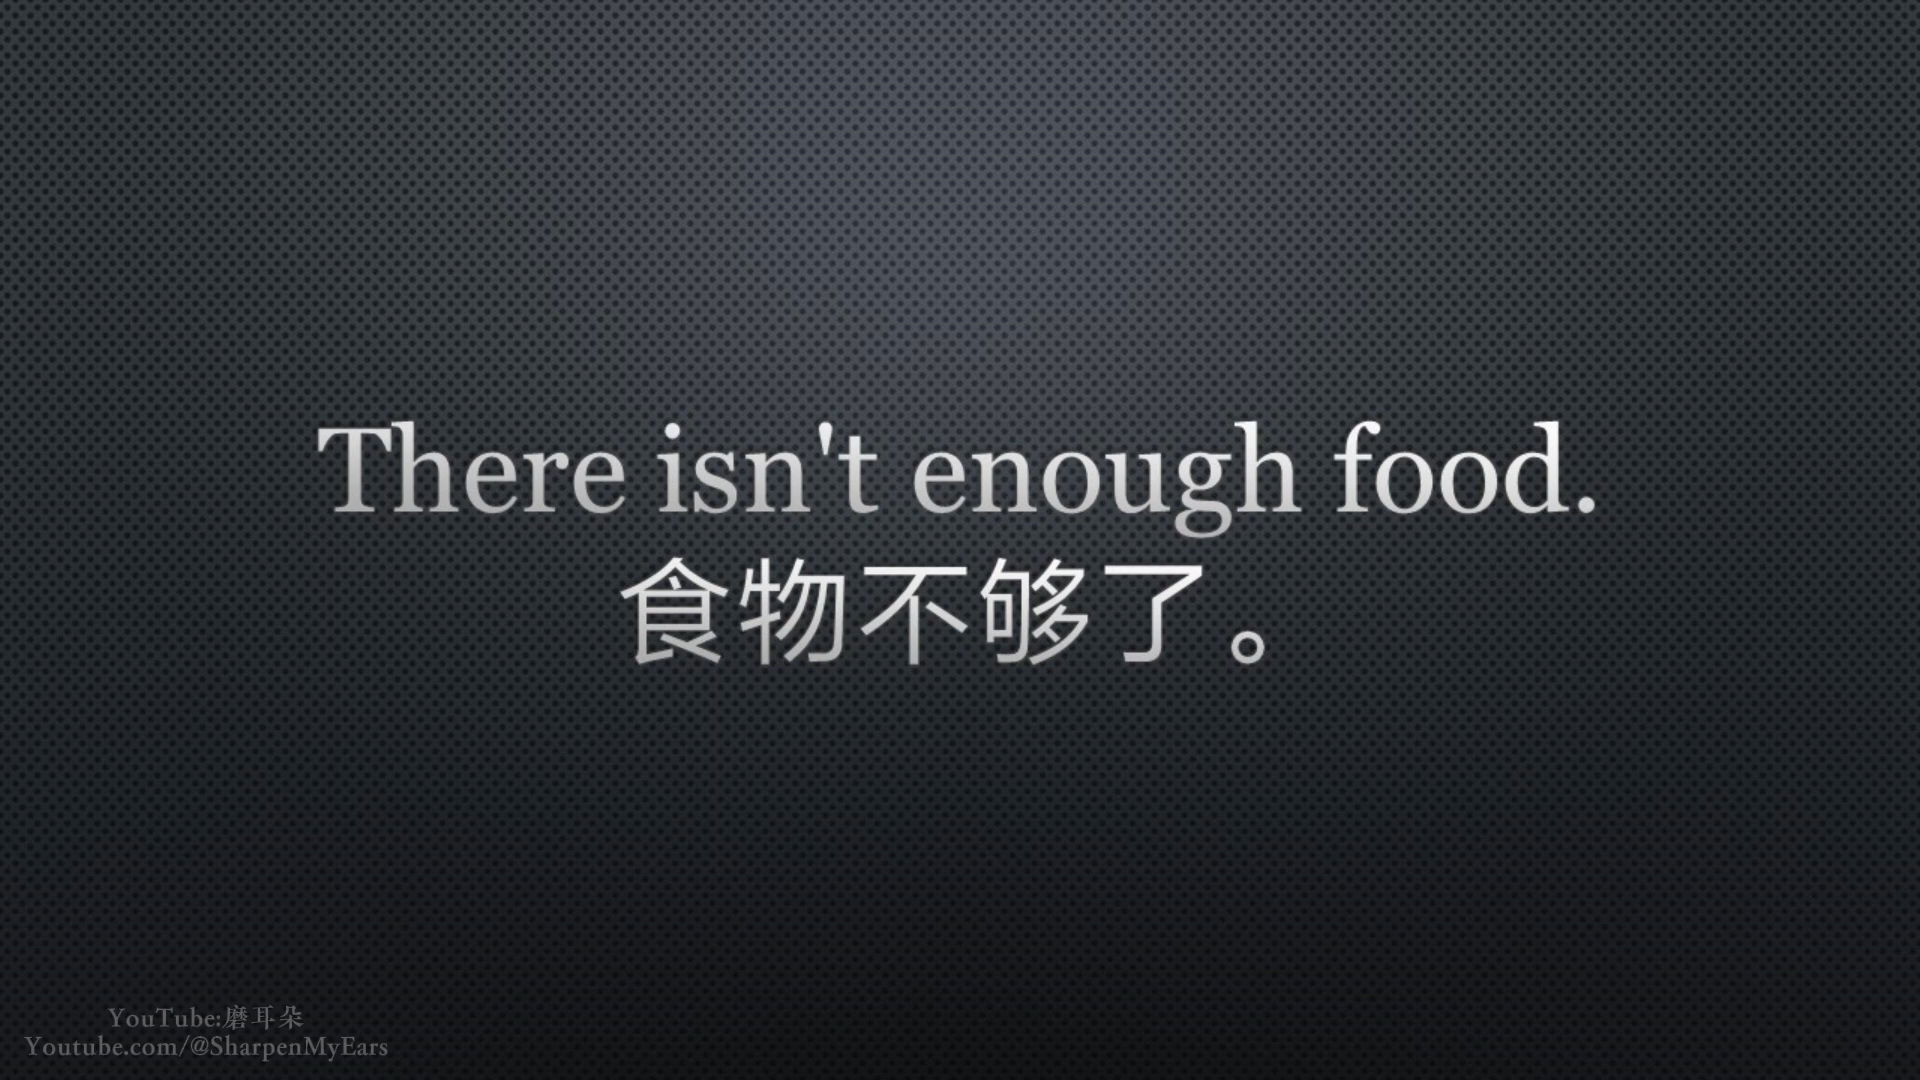 There isn't enough food.
食物不够了。
YouTube:磨耳朵
Youtube.com/@SharpenMyEars